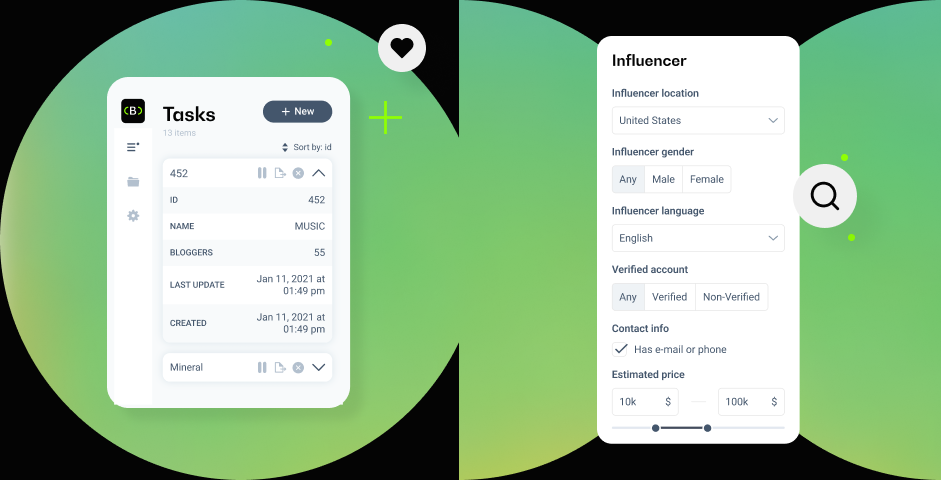 (B)
Tasks
+ New
13 items
Sort by: id
452
ID 452
NAME MUSIC
BLOGGERS 55
LAST UPDATE Jan 11, 2021 at
01:49 pm
CREATED Jan 11, 2021 at
01:49 pm
Mineral
Influencer
Influencer location
United States
Influencer gender
Any Male Female
Influencer language
English
Verified account
Any Verified Non-Verified
Contact info
Has e-mail or phone
Estimated price
10k $ 100k $